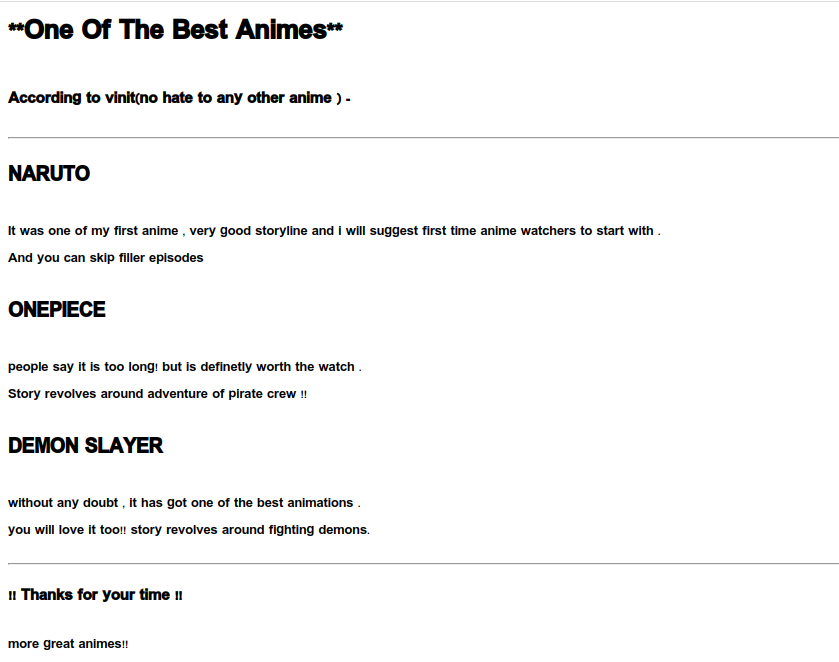 **One Of The Best Animes**
According to vinit(no hate to any other anime ) -
NARUTO
It was one of my first anime , very good storyline and i will suggest first time anime watchers to start with .
And you can skip filler episodes
ONEPIECE
people say it is too long! but is definetly worth the watch .
Story revolves around adventure of pirate crew !!
DEMON SLAYER
without any doubt , it has got one of the best animations .
you will love it too!! story revolves around fighting demons.
!! Thanks for your time !!
more great animes!!